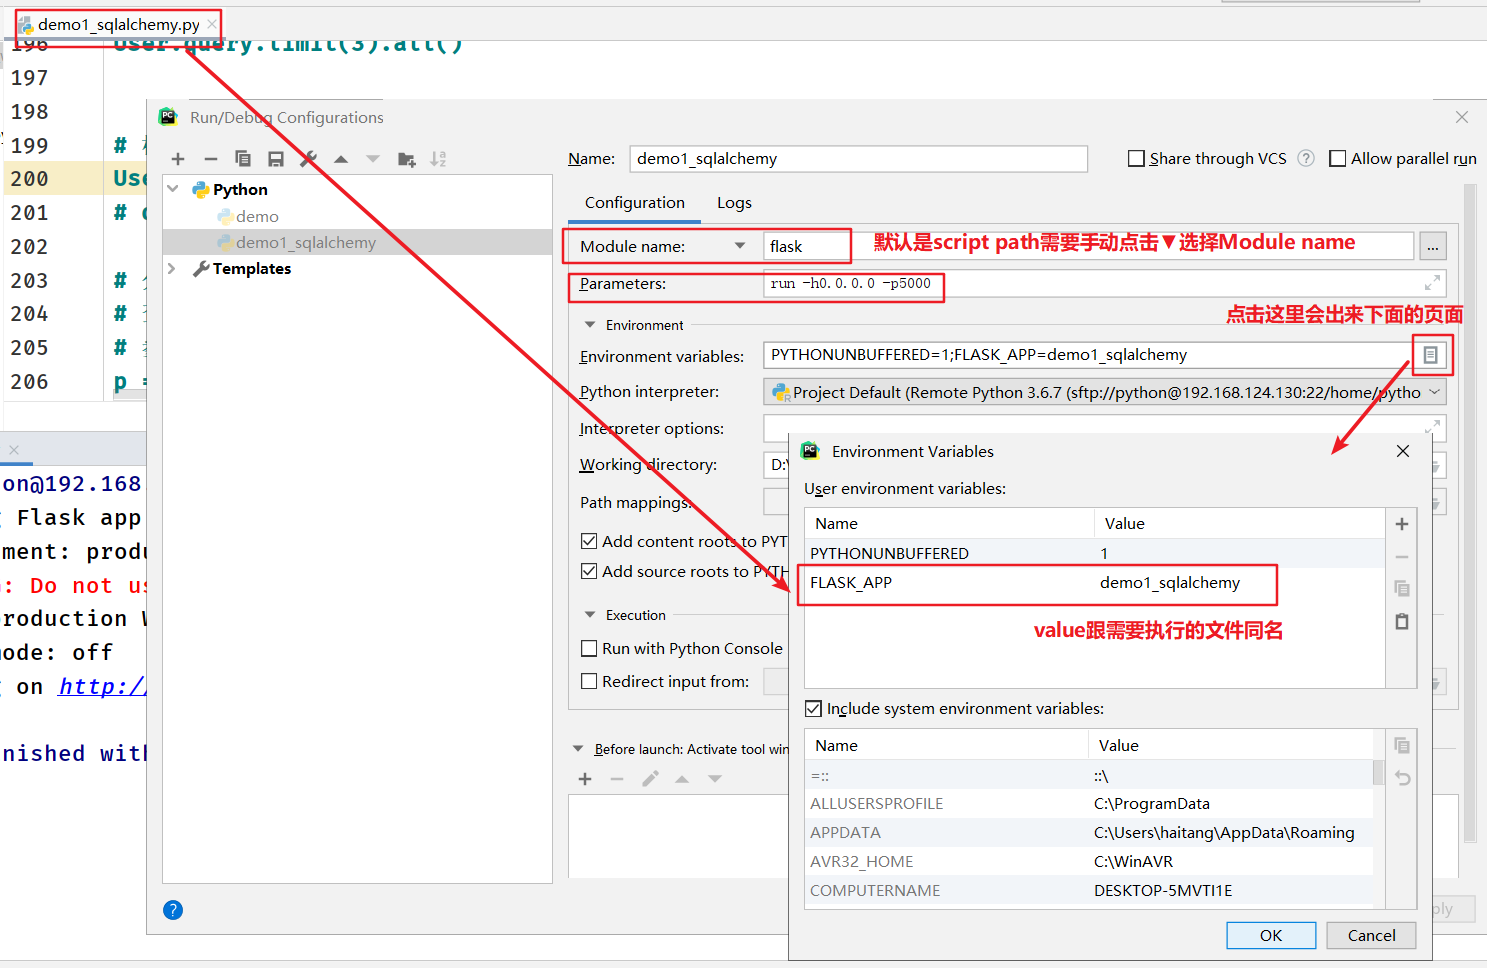 demo1_sqlalchemy.py
196
User.query.limit(3).all()
197
198
199 #
200 Use
201 #
202
203 #
204 #
205 #
206 p =
Run/Debug Configurations
Name: demo1_sqlalchemy
Share through VCS
Allow parallel run
Python
demo
demo1_sqlalchemy
Templates
Configuration Logs
Module name: flask
默认是script path需要手动点击▼选择Module name
...
Parameters: run -h0.0.0.0 -p5000
点击这里会出来下面的页面
Environment
Environment variables: PYTHONUNBUFFERED=1;FLASK_APP=demo1_sqlalchemy
Python interpreter: Project Default (Remote Python 3.6.7 (sftp://python@192.168.124.130:22/home/pytho
Interpreter options:
Working directory: D:\
Path mappings:
Add content roots to PYT
Add source roots to PYTH
Execution
Run with Python Console
Redirect input from:
Before launch: Activate tool win
Environment Variables
User environment variables:
Name Value
PYTHONUNBUFFERED 1
FLASK_APP demo1_sqlalchemy
value跟需要执行的文件同名
Include system environment variables:
Name Value
=:: ::\
ALLUSERSPROFILE C:\ProgramData
APPDATA C:\Users\haitang\AppData\Roaming
AVR32_HOME C:\WinAVR
COMPUTERNAME DESKTOP-5MVTI1E
OK Cancel
ply
on@192.168.
Flask app
ment: produ
: Do not us
roduction W
mode: off
on http://
nished with